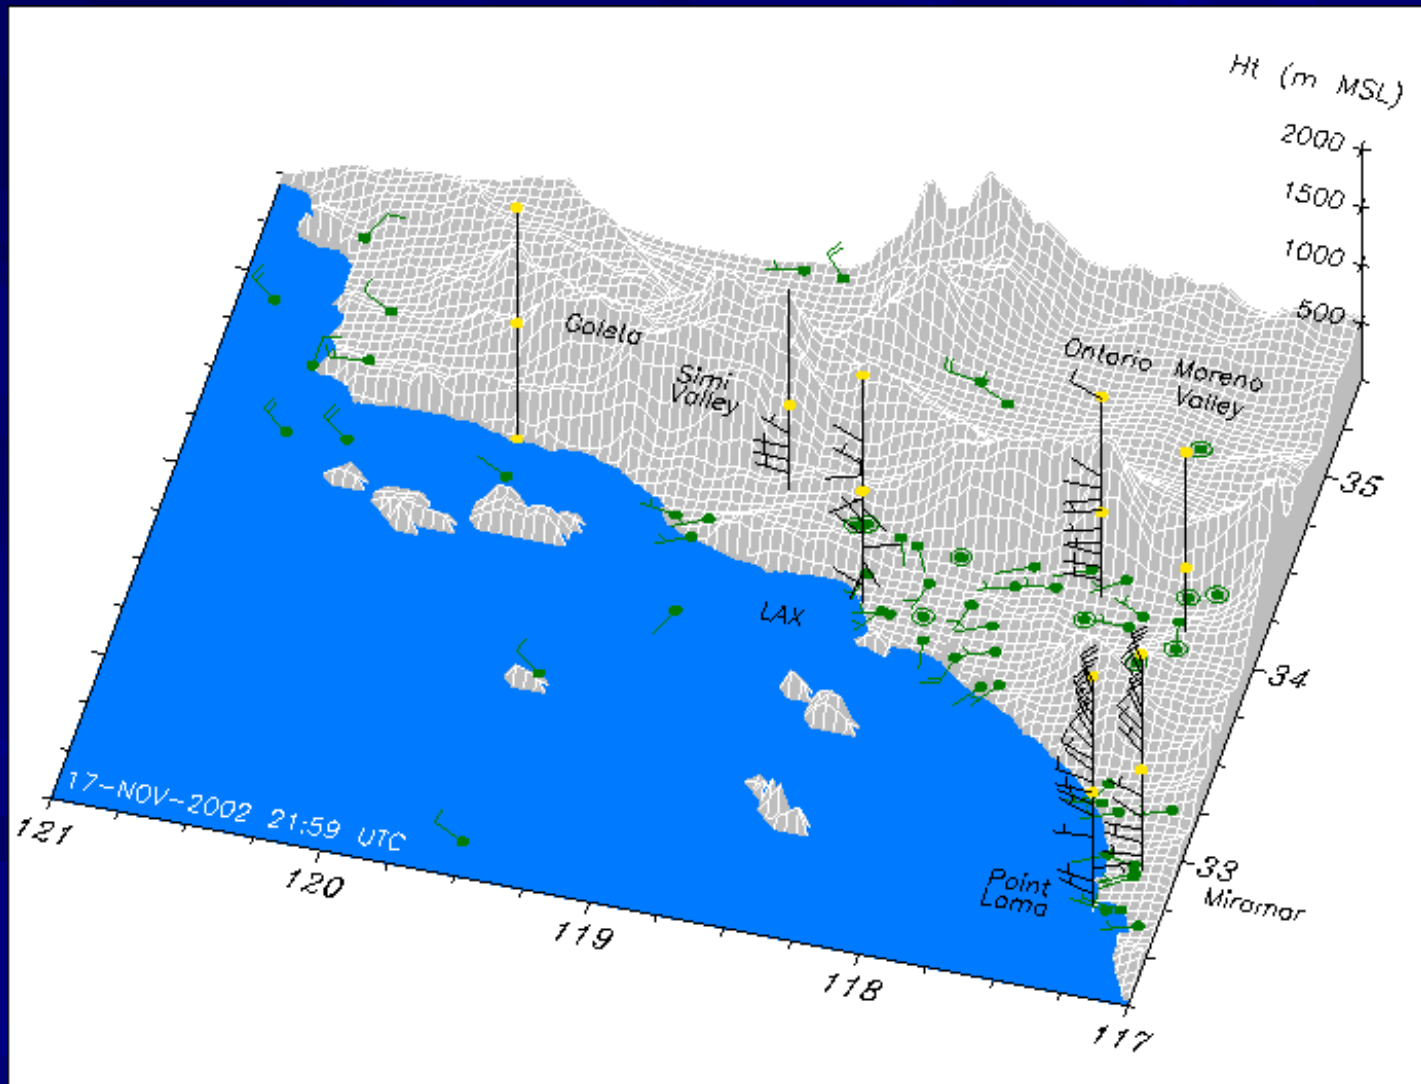 Ht (m MSL)
2000
1500
1000
500
Goleta
Simi
Valley
Ontario
Moreno
Valley
35
LAX
34
17-NOV-2002 21:59 UTC
33
Point
Loma
Miramar
121
120
119
118
117